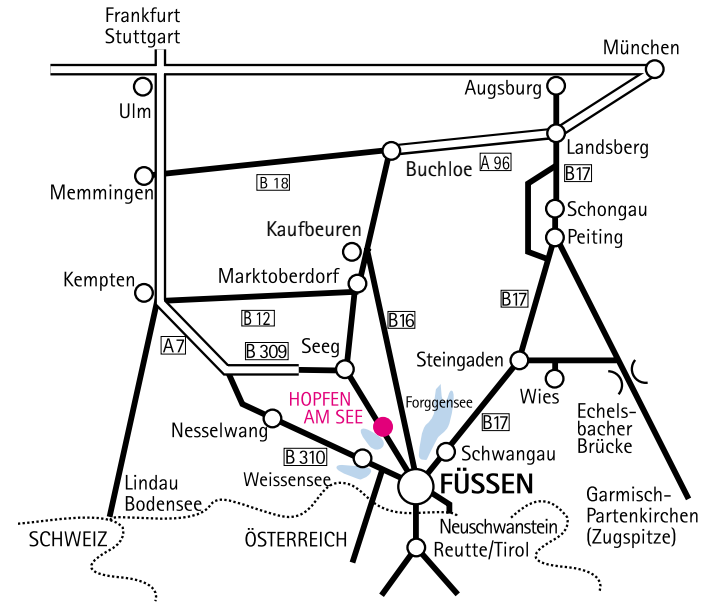 Frankfurt
Stuttgart
München
Augsburg
Ulm
Landsberg
Buchloe
A 96
B17
Memmingen
B 18
Schongau
Kaufbeuren
Peiting
Kempten
Marktoberdorf
B17
B 12
B16
A 7
B 309
Seeg
Steingaden
HOPFEN
AM SEE
Forggensee
Wies
Echels-
bacher
Brücke
Nesselwang
B17
B 310
Schwangau
Weissensee
FÜSSEN
Lindau
Bodensee
Garmisch-
Partenkirchen
(Zugspitze)
Neuschwanstein
SCHWEIZ
ÖSTERREICH
Reutte/Tirol